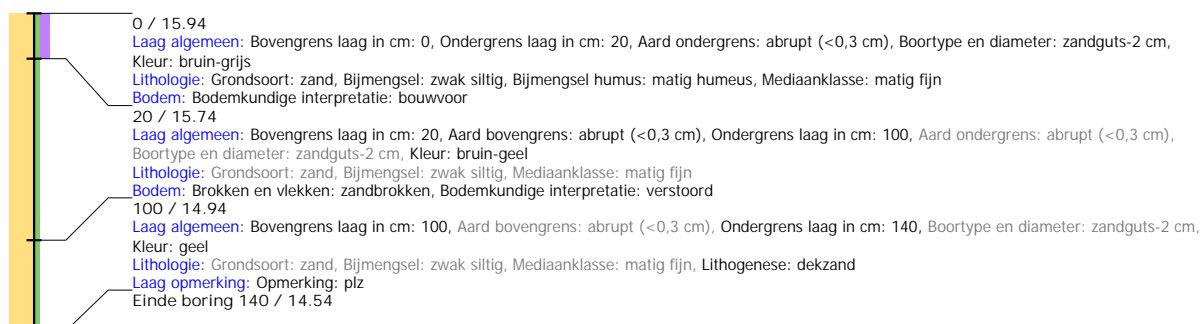 0 / 15.94
Laag algemeen: Bovengrens laag in cm: 0, Ondergrens laag in cm: 20, Aard ondergrens: abrupt (<0,3 cm), Boortype en diameter: zandguts-2 cm,
Kleur: bruin-grijs
Lithologie: Grondsoort: zand, Bijmengsel: zwak siltig, Bijmengsel humus: matig humeus, Mediaanklasse: matig fijn
Bodem: Bodemkundige interpretatie: bouwvoor
20 / 15.74
Laag algemeen: Bovengrens laag in cm: 20, Aard bovengrens: abrupt (<0,3 cm), Ondergrens laag in cm: 100, Aard ondergrens: abrupt (<0,3 cm),
Boortype en diameter: zandguts-2 cm, Kleur: bruin-geel
Lithologie: Grondsoort: zand, Bijmengsel: zwak siltig, Mediaanklasse: matig fijn
Bodem: Brokken en vlekken: zandbrokken, Bodemkundige interpretatie: verstoord
100 / 14.94
Laag algemeen: Bovengrens laag in cm: 100, Aard bovengrens: abrupt (<0,3 cm), Ondergrens laag in cm: 140, Boortype en diameter: zandguts-2 cm,
Kleur: geel
Lithologie: Grondsoort: zand, Bijmengsel: zwak siltig, Mediaanklasse: matig fijn, Lithogenese: dekzand
Laag opmerking: Opmerking: plz
Einde boring 140 / 14.54